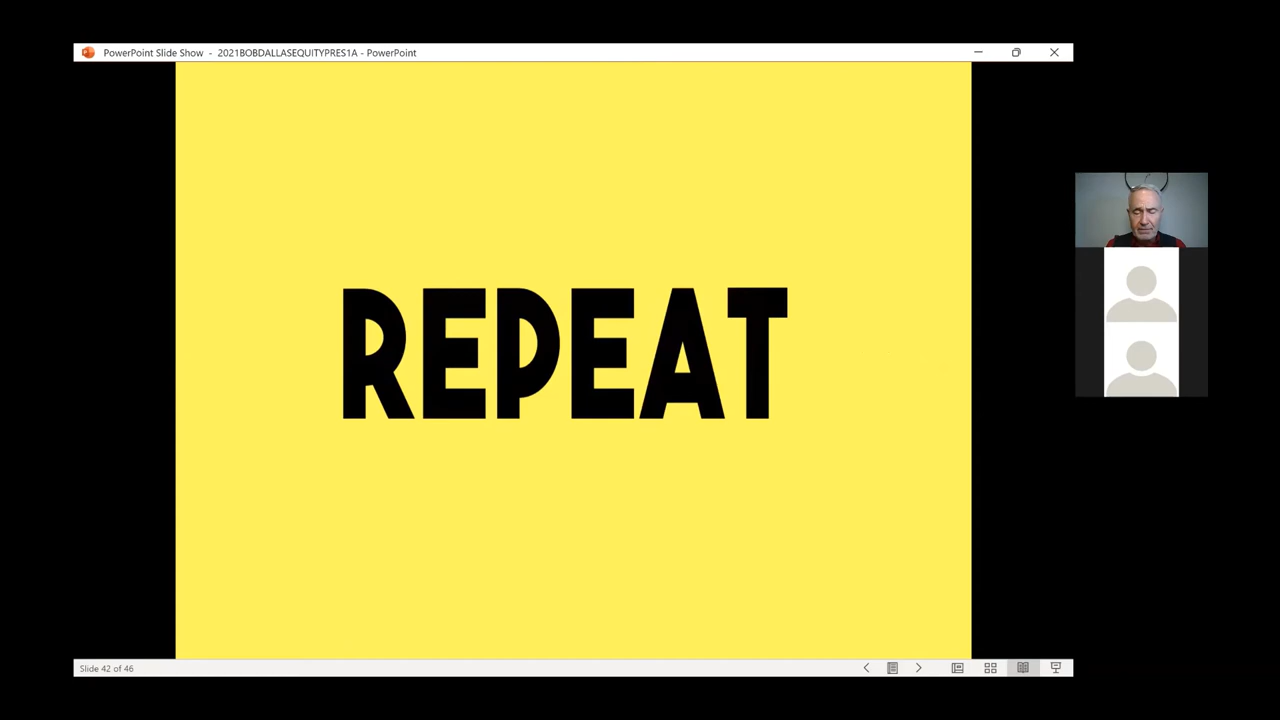 PowerPoint Slide Show - 2021BOBDALLASEQUITYPRES1A - PowerPoint
REPEAT
Slide 42 of 46